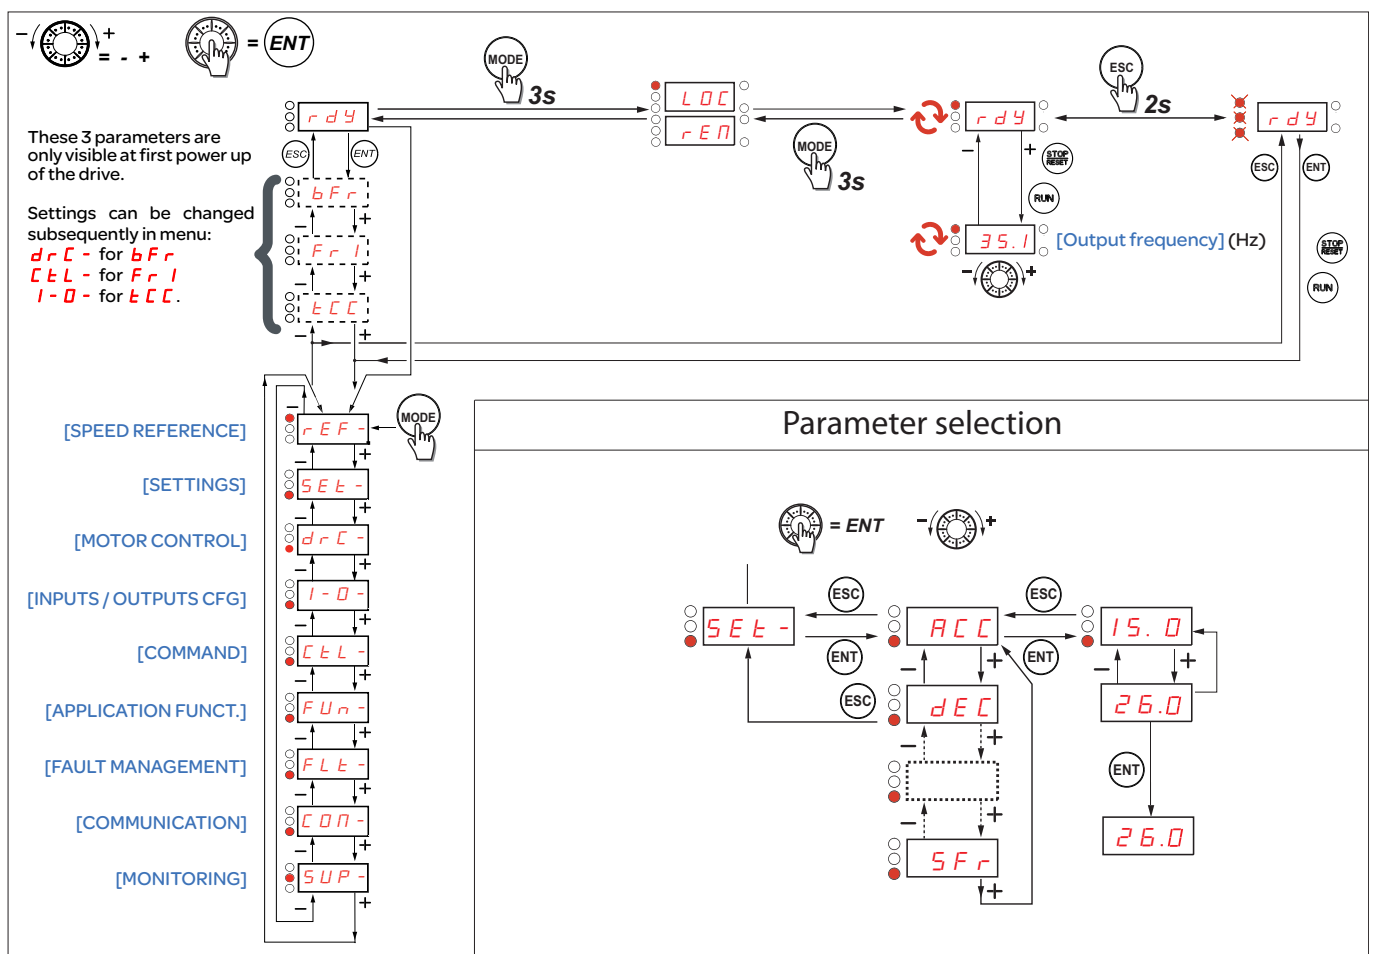 - + = - +
= ENT
MODE
3s
ESC
2s
rdY
LOC
rEM
rdY
rdY
MODE
3s
These 3 parameters are
only visible at first power up
of the drive.
ESC
ENT
- +
STOP
RESET
ESC
ENT
bFr
Settings can be changed
subsequently in menu:
drC- for bFr
CtL- for Fr1
I-O- for tCC.
- +
RUN
Fr1
35.1
[Output frequency] (Hz)
STOP
RESET
- +
- +
RUN
tCC
- +
Parameter selection
[SPEED REFERENCE]
- rEF-
MODE
- +
[SETTINGS]
SEt-
- +
[MOTOR CONTROL]
drC-
- +
[INPUTS / OUTPUTS CFG]
I-O-
- +
[COMMAND]
CtL-
- +
[APPLICATION FUNCT.]
FUn-
- +
[FAULT MANAGEMENT]
FLt-
- +
[COMMUNICATION]
COM-
- +
[MONITORING]
SUP-
- +
= ENT
- +
ESC
ESC
SEt-
ACC
15.0
ENT
ENT
- +
- +
ESC
dEC
26.0
- +
ENT
- +
26.0
SFr
+